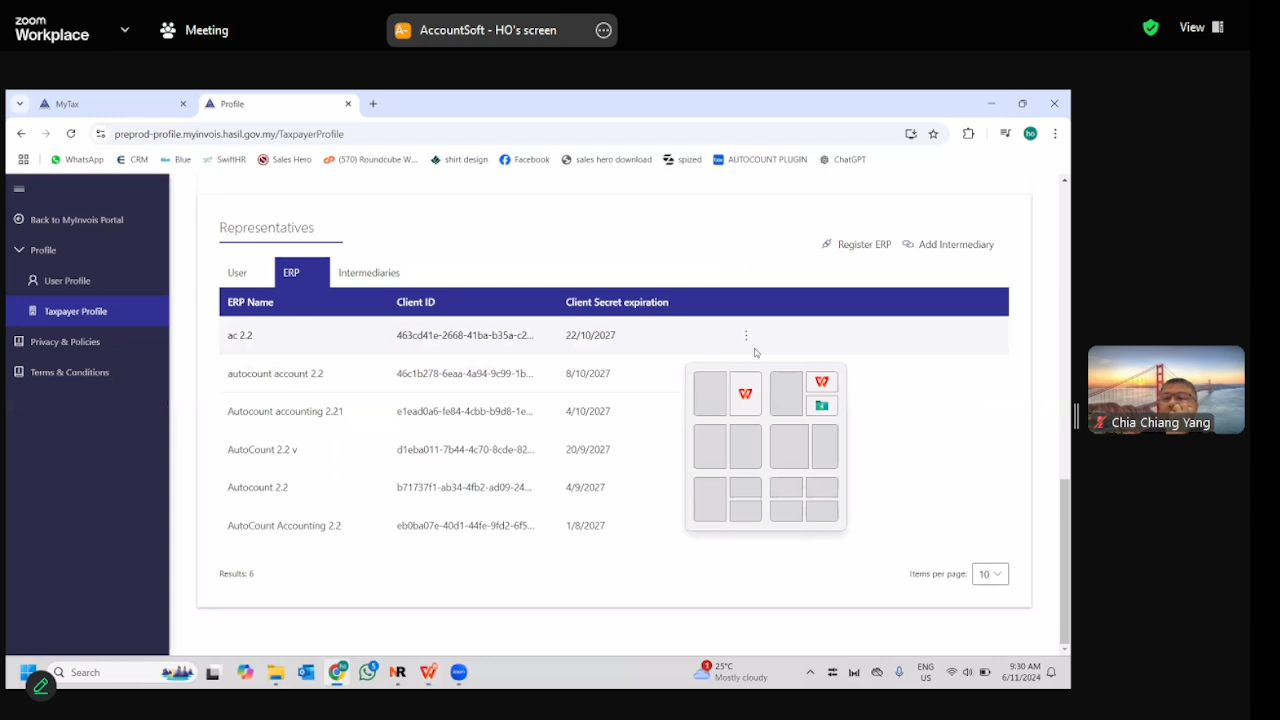 zoom
Workplace
Meeting
A-
AccountSoft - HO's screen
View
MyTax
Profile
preprod-profile.myinvois.hasil.gov.my/TaxpayerProfile
ho
WhatsApp
CRM
Blue
SwiftHR
Sales Hero
(570) Roundcube W...
shirt design
Facebook
sales hero download
spized
AUTOCOUNT PLUGIN
ChatGPT
Back to MyInvois Portal
Profile
User Profile
Taxpayer Profile
Privacy & Policies
Terms & Conditions
Representatives
Register ERP
Add Intermediary
User
ERP
Intermediaries
ERP Name Client ID Client Secret expiration
ac 2.2 463cd41e-2668-41ba-b35a-c2... 22/10/2027
autocount account 2.2 46c1b278-6eaa-4a94-9c99-1b... 8/10/2027
Autocount accounting 2.21 e1ead0a6-fe84-4cbb-b9d8-1e... 4/10/2027
AutoCount 2.2 v d1eba011-7b44-4c70-8cde-82... 20/9/2027
Autocount 2.2 b71737f1-ab34-4fb2-ad09-24... 4/9/2027
AutoCount Accounting 2.2 eb0ba07e-40d1-44fe-9fd2-6f5... 1/8/2027
Results: 6
Items per page: 10
Chia Chiang Yang
Search
5
NR
zoom
1
25°C
Mostly cloudy
ENG
US
9:30 AM
6/11/2024